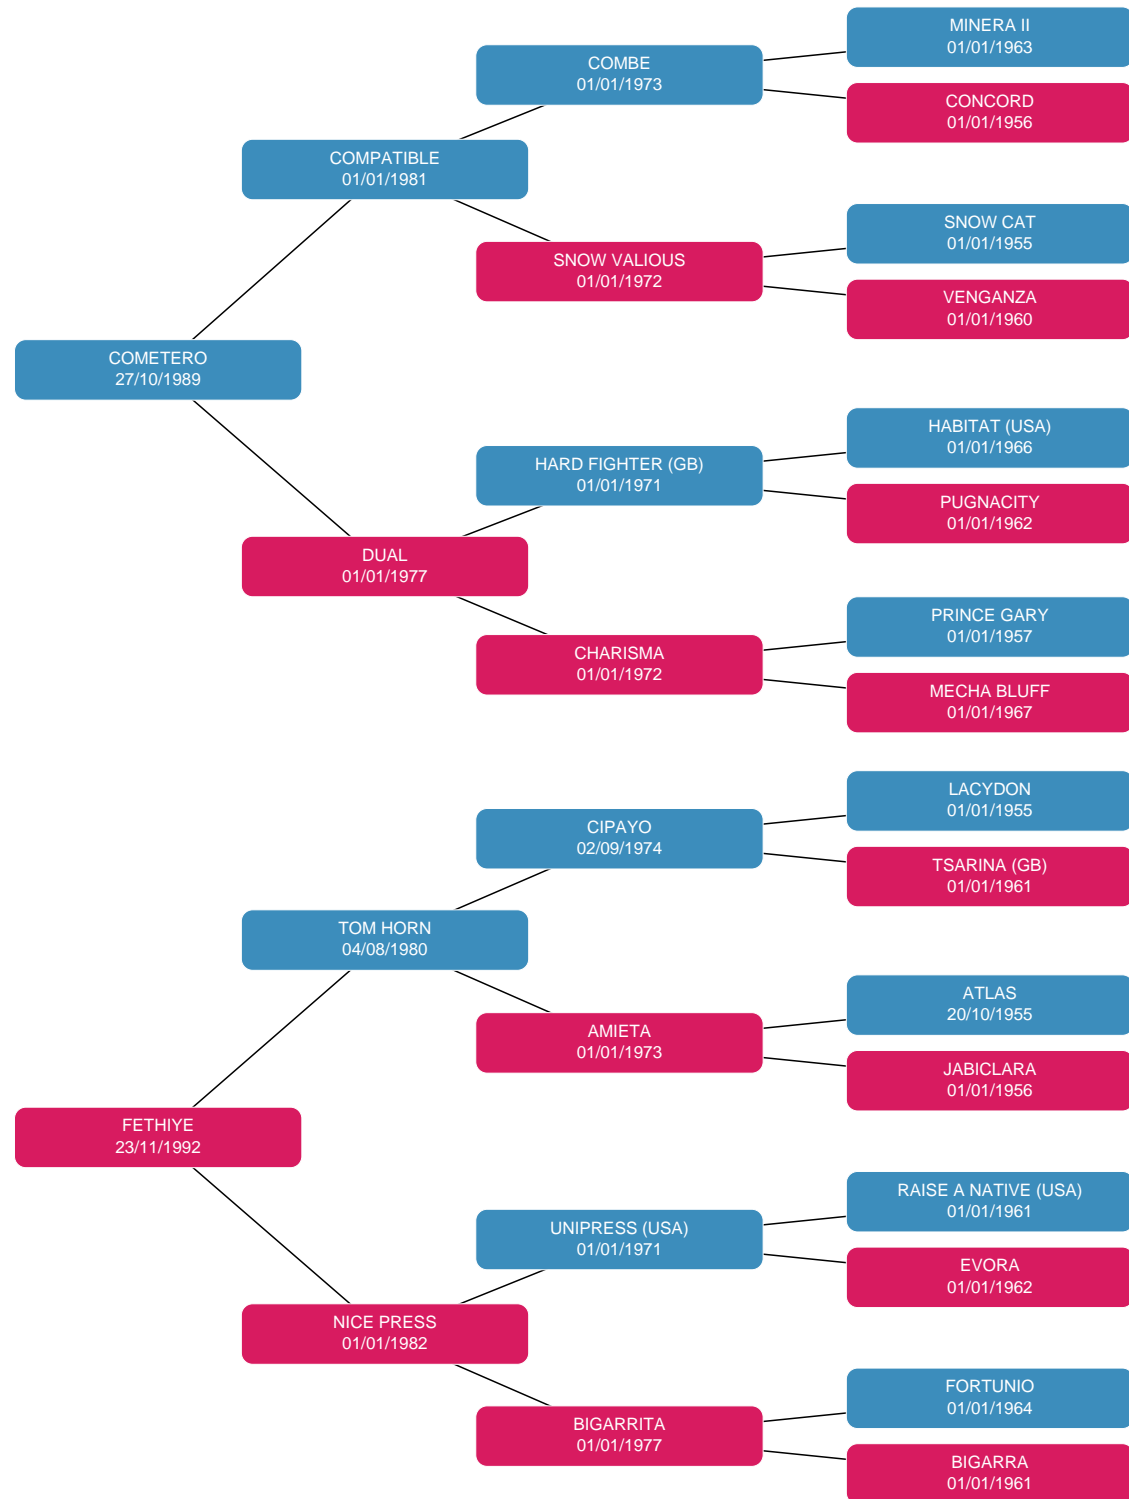 MINERA II
01/01/1963
COMBE
01/01/1973
CONCORD
01/01/1956
COMPATIBLE
01/01/1981
SNOW CAT
01/01/1955
SNOW VALIOUS
01/01/1972
VENGANZA
01/01/1960
COMETERO
27/10/1989
HABITAT (USA)
01/01/1966
HARD FIGHTER (GB)
01/01/1971
PUGNACITY
01/01/1962
DUAL
01/01/1977
PRINCE GARY
01/01/1957
CHARISMA
01/01/1972
MECHA BLUFF
01/01/1967
LACYDON
01/01/1955
CIPAYO
02/09/1974
TSARINA (GB)
01/01/1961
TOM HORN
04/08/1980
ATLAS
20/10/1955
AMIETA
01/01/1973
JABICLARA
01/01/1956
FETHIYE
23/11/1992
RAISE A NATIVE (USA)
01/01/1961
UNIPRESS (USA)
01/01/1971
EVORA
01/01/1962
NICE PRESS
01/01/1982
FORTUNIO
01/01/1964
BIGARRITA
01/01/1977
BIGARRA
01/01/1961